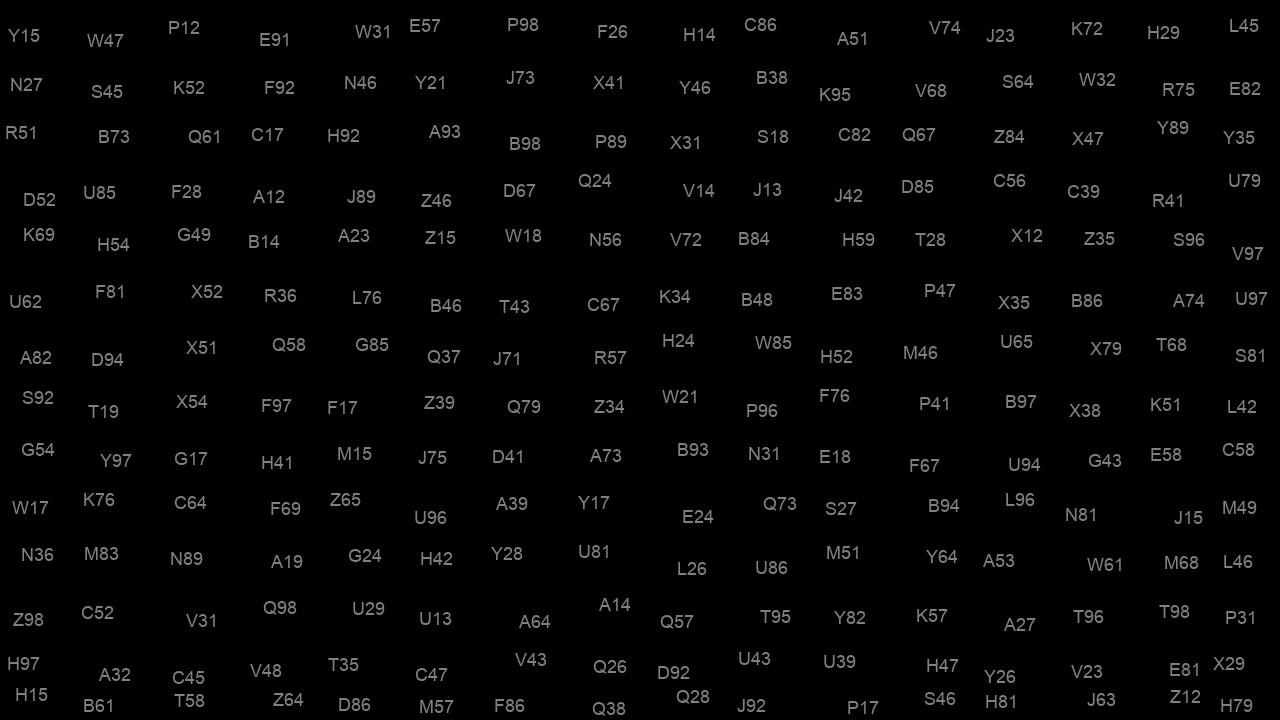 Y15 W47 P12 E91 W31 E57 P98 F26 H14 C86 A51 V74 J23 K72 H29 L45
N27 S45 K52 F92 N46 Y21 J73 X41 Y46 B38 K95 V68 S64 W32 R75 E82
R51 B73 Q61 C17 H92 A93 B98 P89 X31 S18 C82 Q67 Z84 X47 Y89 Y35
D52 U85 F28 A12 J89 Z46 D67 Q24 V14 J13 J42 D85 C56 C39 R41 U79
K69 H54 G49 B14 A23 Z15 W18 N56 V72 B84 H59 T28 X12 Z35 S96 V97
U62 F81 X52 R36 L76 B46 T43 C67 K34 B48 E83 P47 X35 B86 A74 U97
A82 D94 X51 Q58 G85 Q37 J71 R57 H24 W85 H52 M46 U65 X79 T68 S81
S92 T19 X54 F97 F17 Z39 Q79 Z34 W21 P96 F76 P41 B97 X38 K51 L42
G54 Y97 G17 H41 M15 J75 D41 A73 B93 N31 E18 F67 U94 G43 E58 C58
W17 K76 C64 F69 Z65 U96 A39 Y17 E24 Q73 S27 B94 L96 N81 J15 M49
N36 M83 N89 A19 G24 H42 Y28 U81 L26 U86 M51 Y64 A53 W61 M68 L46
Z98 C52 V31 Q98 U29 U13 A64 A14 Q57 T95 Y82 K57 A27 T96 T98 P31
H97 A32 C45 V48 T35 C47 V43 Q26 D92 U43 U39 H47 Y26 V23 E81 X29
H15 B61 T58 Z64 D86 M57 F86 Q38 Q28 J92 P17 S46 H81 J63 Z12 H79